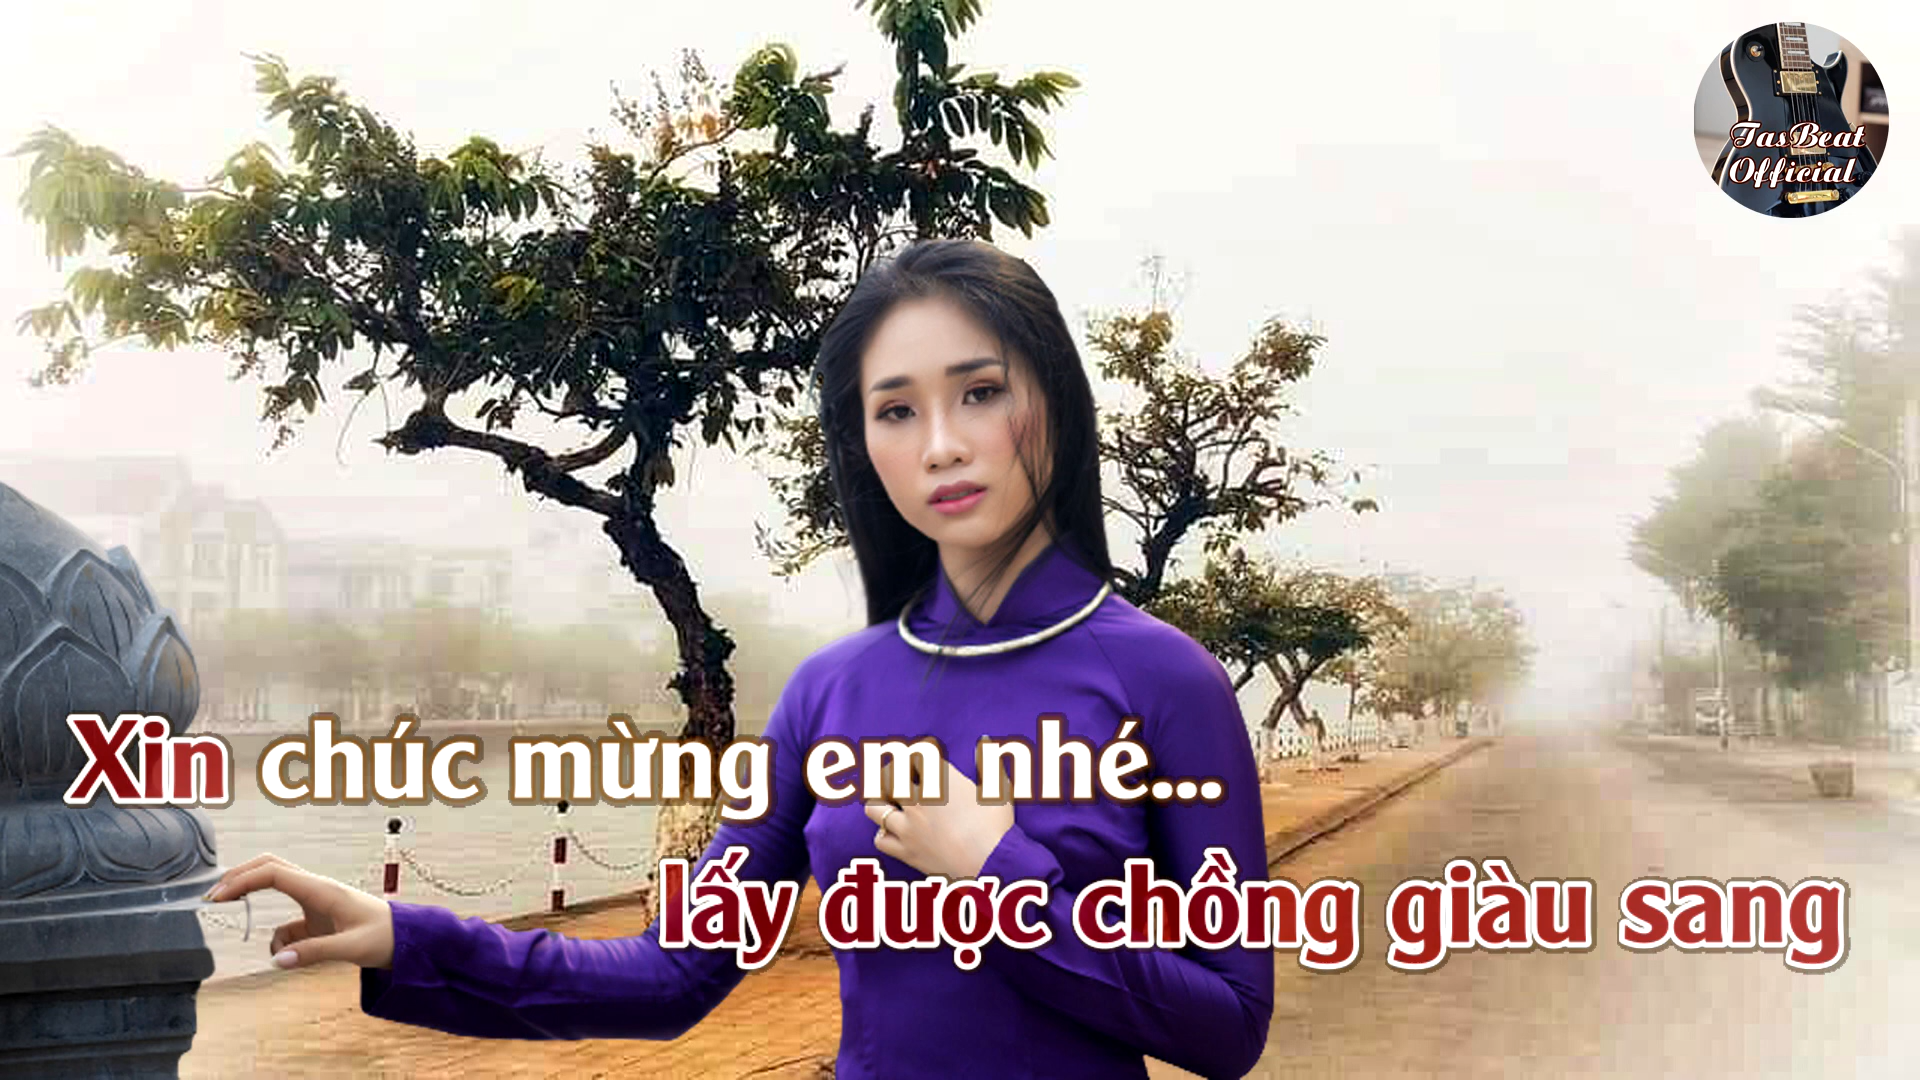 TasBeat
Official
Xin chúc mừng em nhé...
lấy được chồng giàu sang